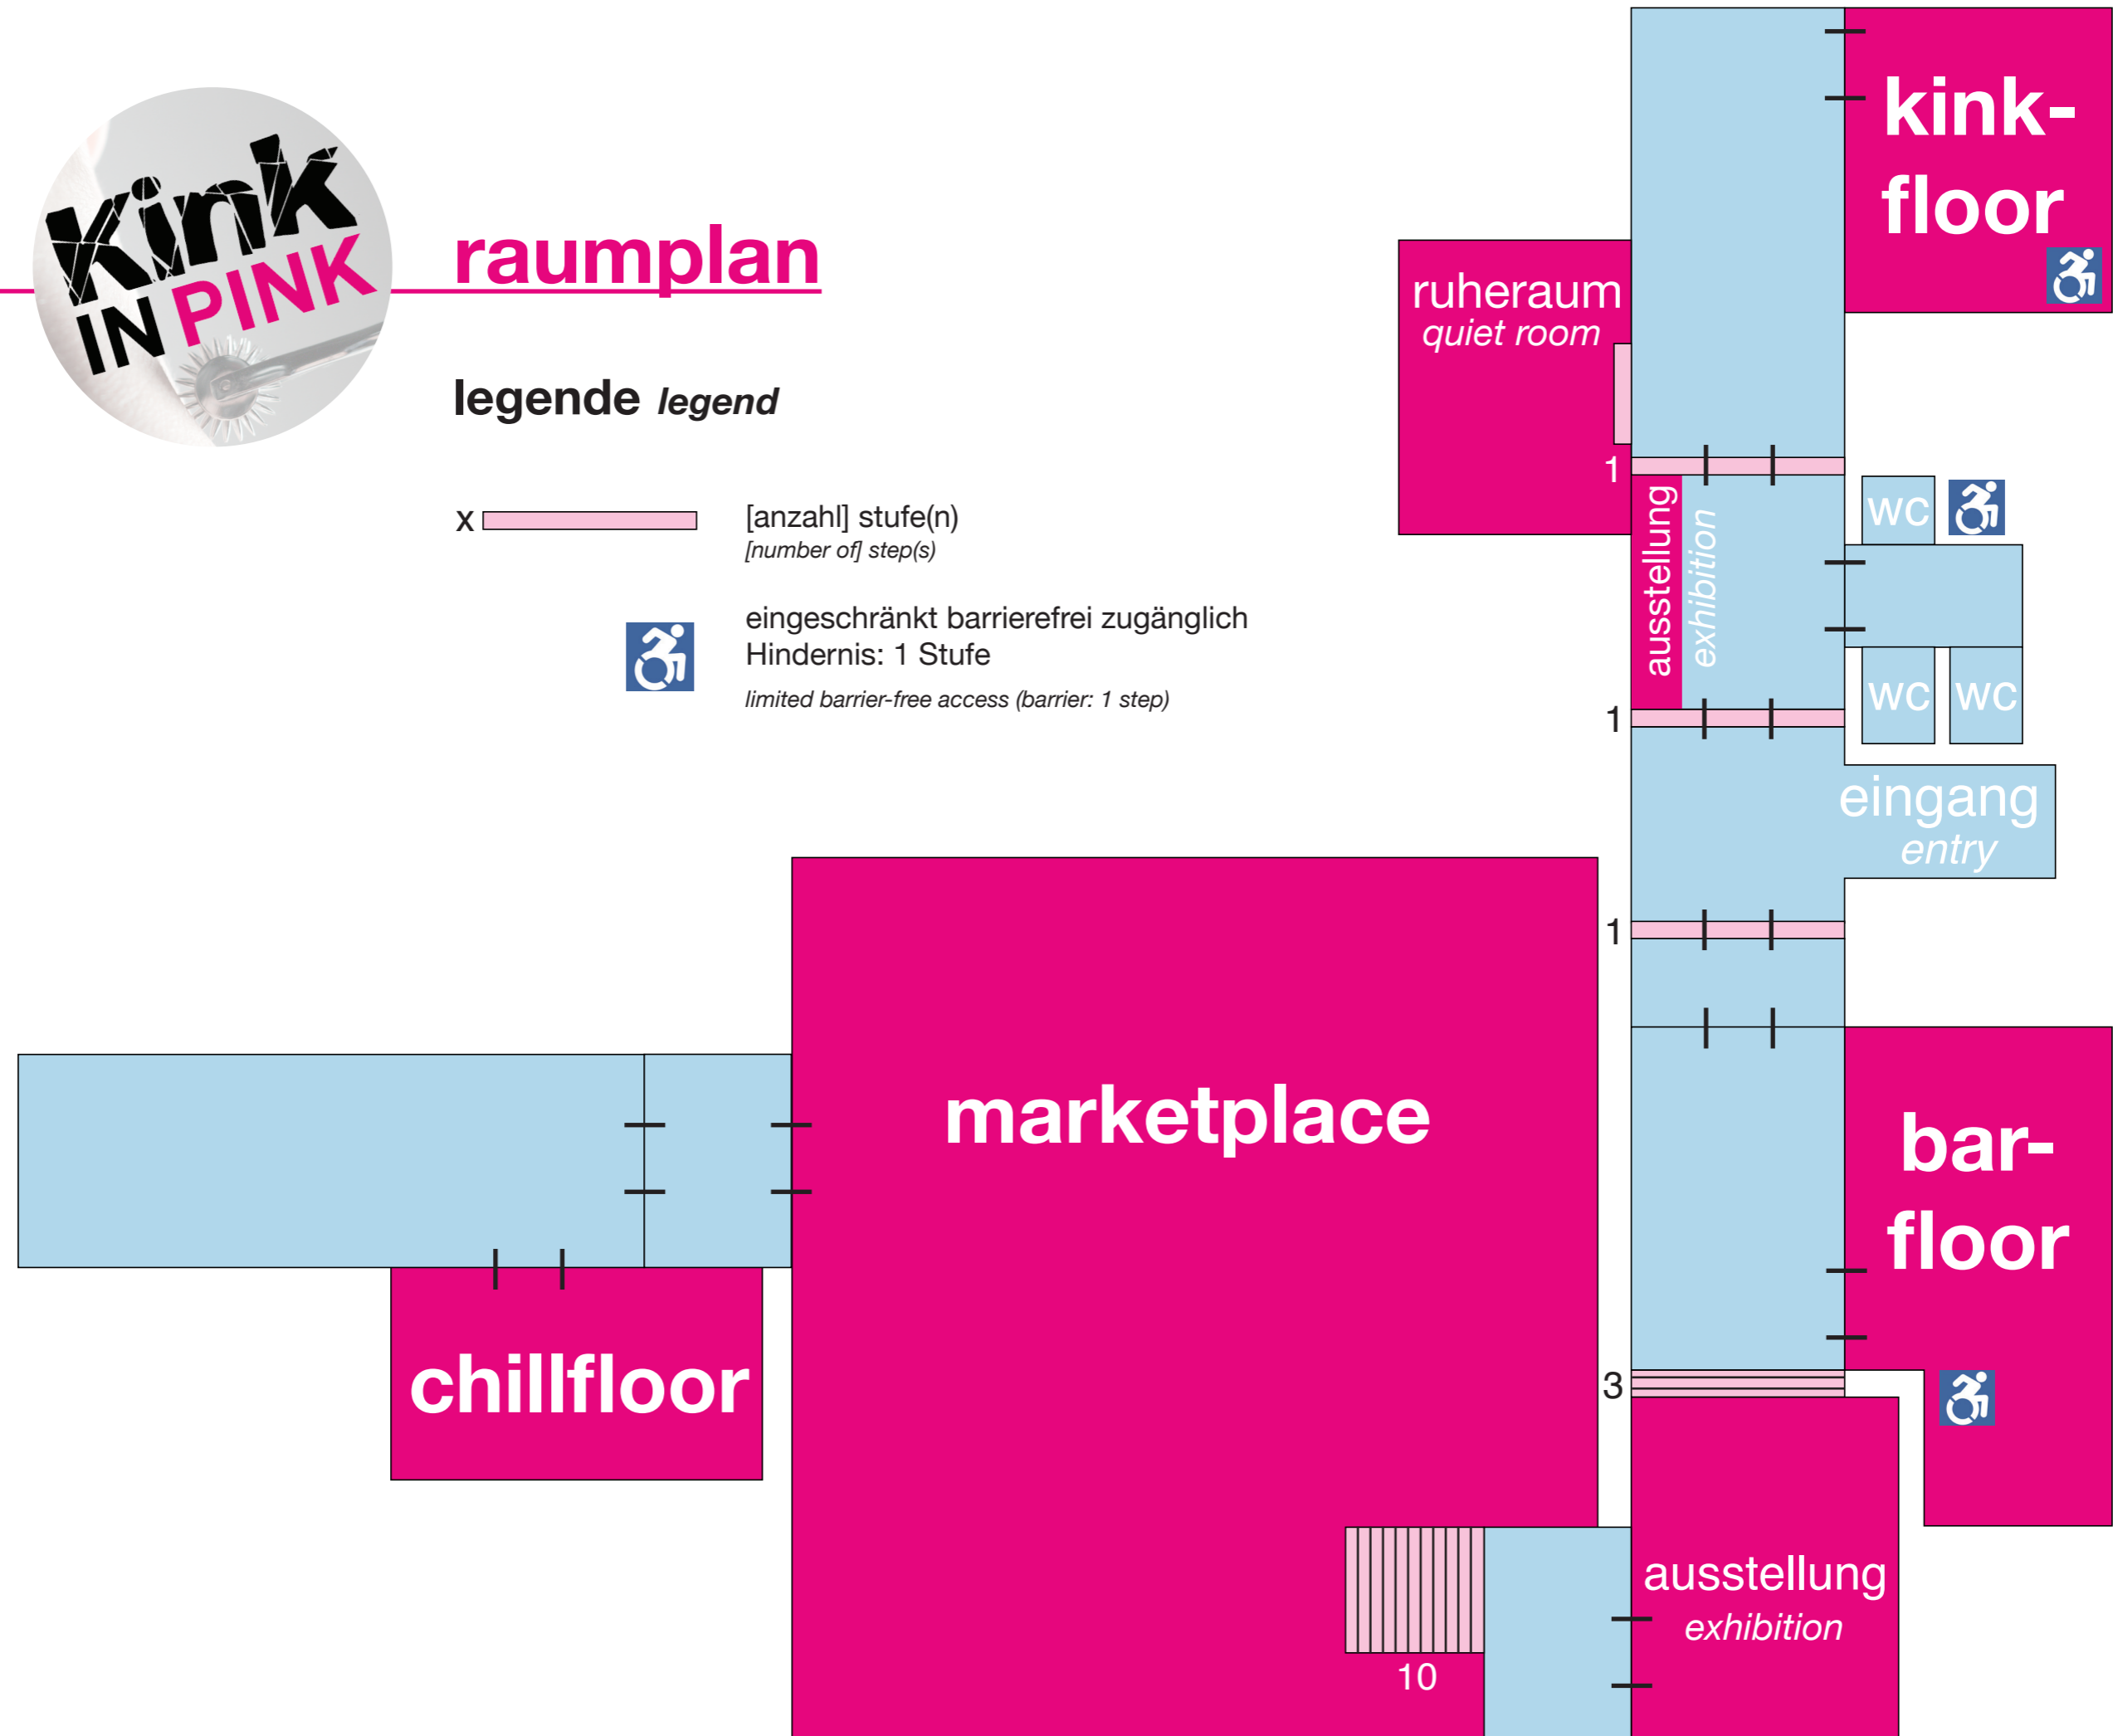 Kink
IN PINK
raumplan
legende legend
x
[anzahl] stufe(n)
[number of] step(s)
eingeschränkt barrierefrei zugänglich
Hindernis: 1 Stufe
limited barrier-free access (barrier: 1 step)
kink-
floor
ruheraum
quiet room
1
ausstellung
exhibition
wc
wc
wc
1
eingang
entry
1
marketplace
bar-
floor
chillfloor
3
ausstellung
exhibition
10